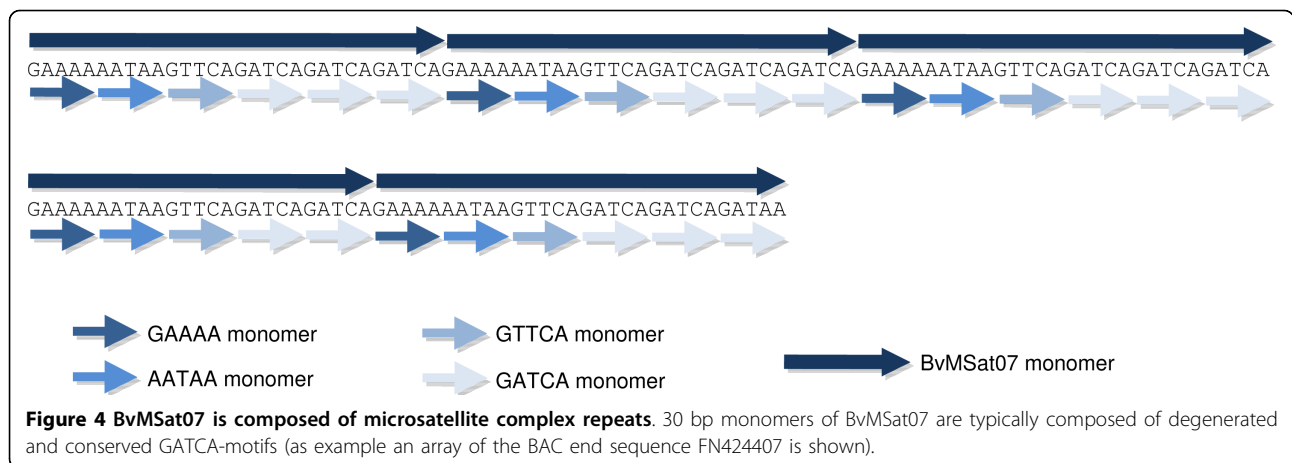 GAAAAAATAAGTTCAGATCAGATCAGATCAGAAAAAATAAGTTCAGATCAGATCAGATCAGAAAAAATAAGTTCAGATCAGATCAGATCA
GAAAAAATAAGTTCAGATCAGATCAGAAAAAATAAGTTCAGATCAGATCAGATAA
GAAAA monomer
AATAA monomer
GTTCA monomer
GATCA monomer
BvMSat07 monomer
Figure 4 BvMSat07 is composed of microsatellite complex repeats. 30 bp monomers of BvMSat07 are typically composed of degenerated
and conserved GATCA-motifs (as example an array of the BAC end sequence FN424407 is shown).